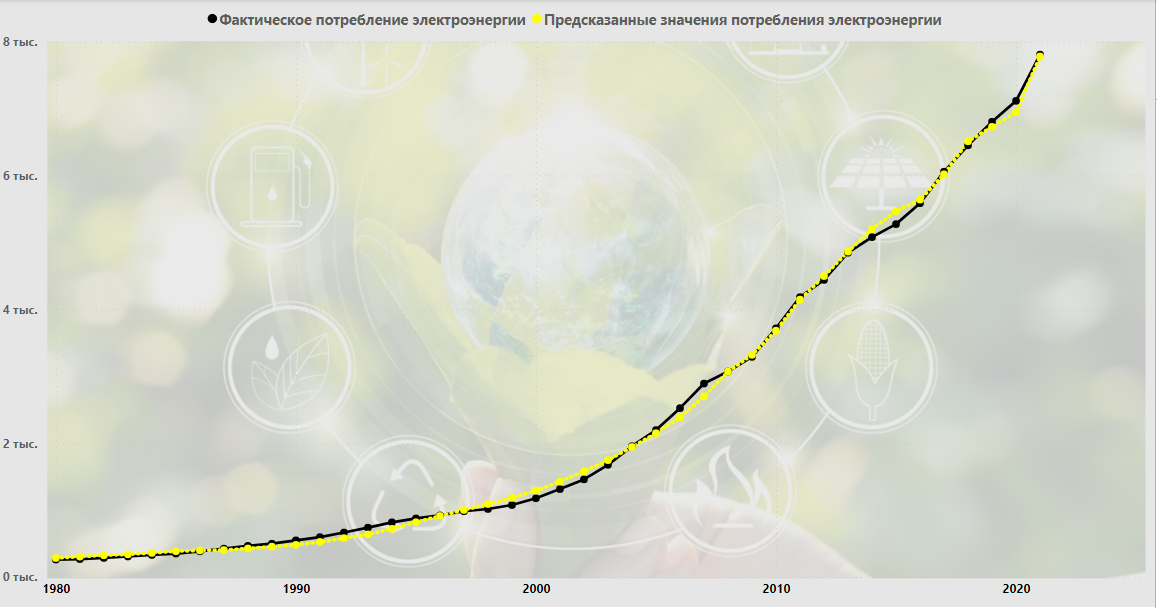 Фактическое потребление электроэнергии Предсказанные значения потребления электроэнергии
8 тыс.
6 тыс.
4 тыс.
2 тыс.
0 тыс.
1980 1990 2000 2010 2020